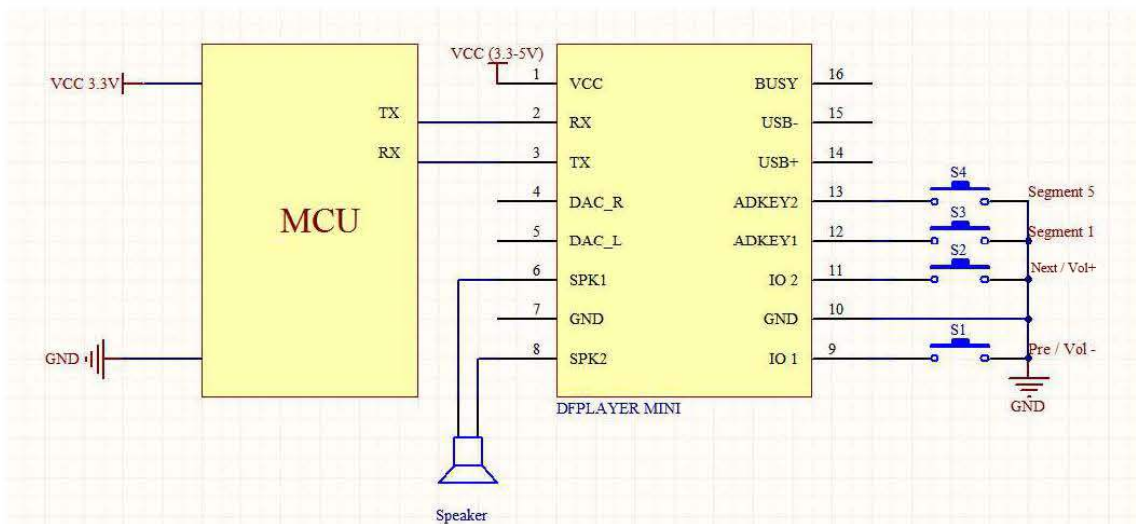 VCC (3.3-5V)
VCC 3.3V
MCU
TX
RX
GND
1 VCC
2 RX
3 TX
4 DAC_R
5 DAC_L
6 SPK1
7 GND
8 SPK2
BUSY 16
USB- 15
USB+ 14
ADKEY2 13
ADKEY1 12
IO 2 11
GND 10
IO 1 9
DFPLAYER MINI
S4
Segment 5
S3
Segment 1
S2
Next / Vol+
S1
Pre / Vol -
GND
Speaker